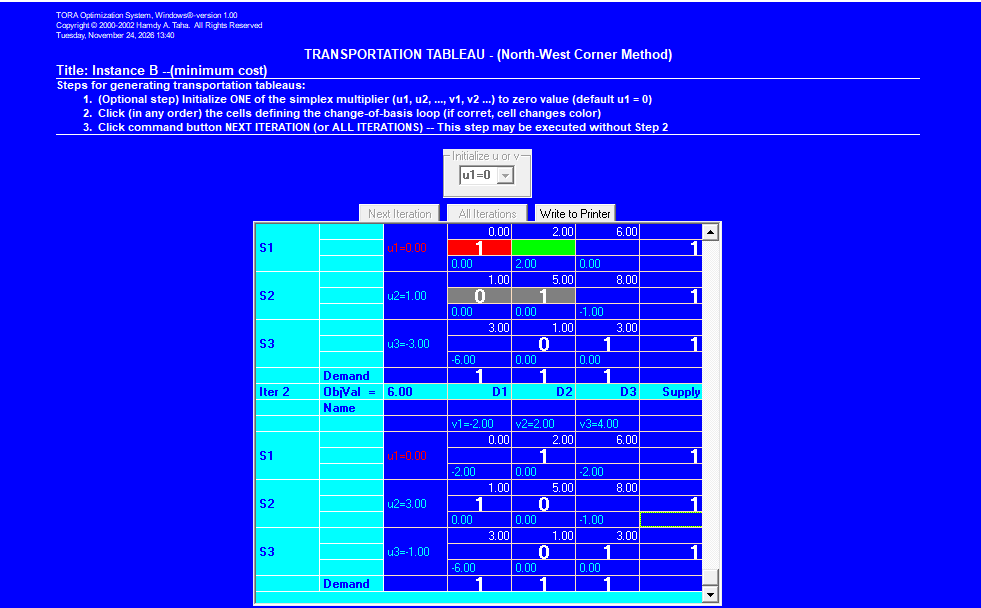 TORA Optimization System, Windows®-version 1.00
Copyright © 2000-2002 Hamdy A. Taha. All Rights Reserved
Tuesday, November 24, 2026 13:40
TRANSPORTATION TABLEAU - (North-West Corner Method)
Title: Instance B --(minimum cost)
Steps for generating transportation tableaus:
1. (Optional step) Initialize ONE of the simplex multiplier (u1, u2, ..., v1, v2 ...) to zero value (default u1 = 0)
2. Click (in any order) the cells defining the change-of-basis loop (if corret, cell changes color)
3. Click command button NEXT ITERATION (or ALL ITERATIONS) -- This step may be executed without Step 2
Initialize u or v
u1=0
Next Iteration All Iterations Write to Printer
0.00 2.00 6.00
S1 u1=0.00 1 1
0.00 2.00 0.00
1.00 5.00 8.00
S2 u2=1.00 0 1 1
0.00 0.00 -1.00
3.00 1.00 3.00
S3 u3=-3.00 0 1 1
-6.00 0.00 0.00
Demand 1 1 1
Iter 2 ObjVal = 6.00 D1 D2 D3 Supply
Name
v1=-2.00 v2=2.00 v3=4.00
0.00 2.00 6.00
S1 u1=0.00 1 1
-2.00 0.00 -2.00
1.00 5.00 8.00
S2 u2=3.00 1 0 1
0.00 0.00 -1.00
3.00 1.00 3.00
S3 u3=-1.00 0 1 1
-6.00 0.00 0.00
Demand 1 1 1